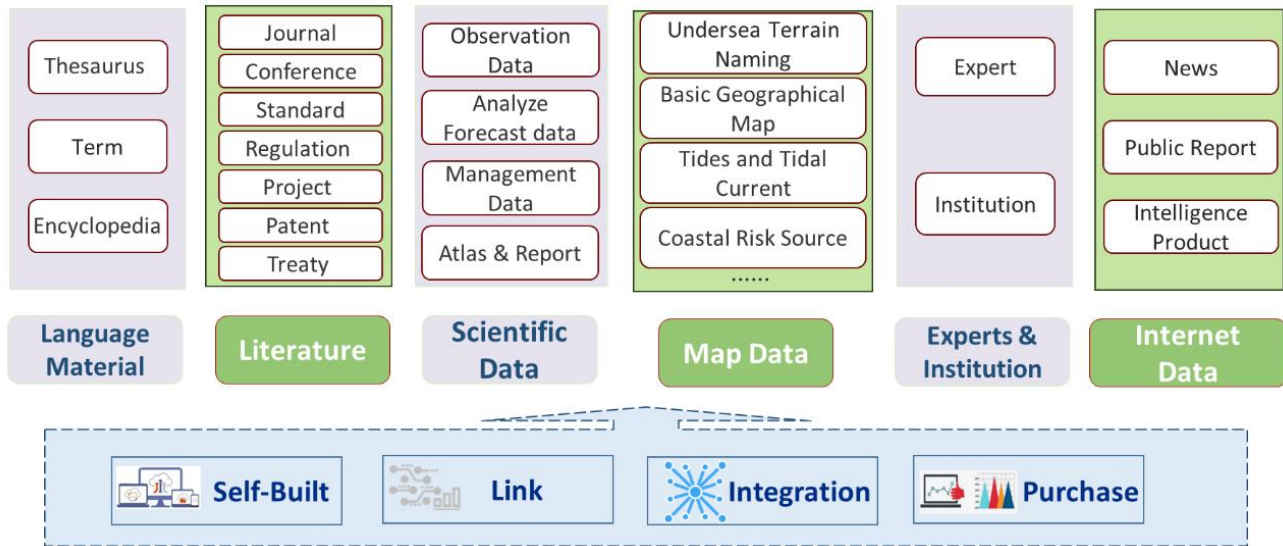 Thesaurus
Term
Encyclopedia
Journal
Conference
Standard
Regulation
Project
Patent
Treaty
Observation
Data
Analyze
Forecast data
Management
Data
Atlas & Report
Undersea Terrain
Naming
Basic Geographical
Map
Tides and Tidal
Current
Coastal Risk Source
......
Expert
Institution
News
Public Report
Intelligence
Product
Language
Material
Literature
Scientific
Data
Map Data
Experts &
Institution
Internet
Data
Self-Built
Link
Integration
Purchase